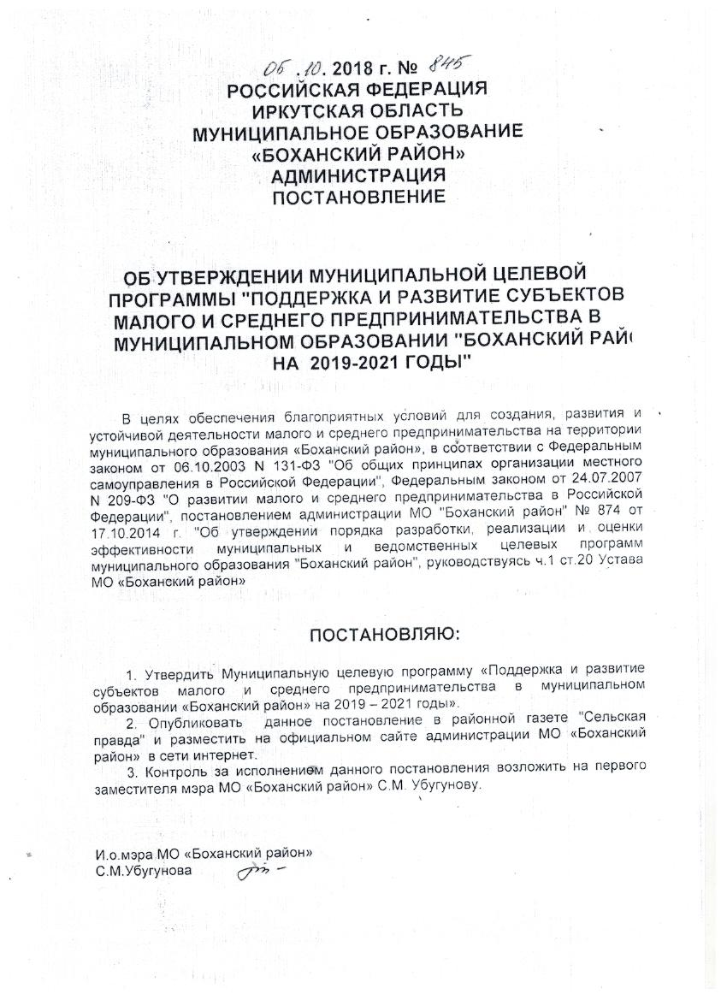 05.10.2018 г. № 845
РОССИЙСКАЯ ФЕДЕРАЦИЯ
ИРКУТСКАЯ ОБЛАСТЬ
МУНИЦИПАЛЬНОЕ ОБРАЗОВАНИЕ
«БОХАНСКИЙ РАЙОН»
АДМИНИСТРАЦИЯ
ПОСТАНОВЛЕНИЕ
ОБ УТВЕРЖДЕНИИ МУНИЦИПАЛЬНОЙ ЦЕЛЕВОЙ
ПРОГРАММЫ "ПОДДЕРЖКА И РАЗВИТИЕ СУБЪЕКТОВ
МАЛОГО И СРЕДНЕГО ПРЕДПРИНИМАТЕЛЬСТВА В
МУНИЦИПАЛЬНОМ ОБРАЗОВАНИИ "БОХАНСКИЙ РАЙО
НА 2019-2021 ГОДЫ"
В целях обеспечения благоприятных условий для создания, развития и
устойчивой деятельности малого и среднего предпринимательства на территории
муниципального образования «Боханский район», в соответствии с Федеральным
законом от 06.10.2003 N 131-ФЗ "Об общих принципах организации местного
самоуправления в Российской Федерации", Федеральным законом от 24.07.2007
N 209-ФЗ "О развитии малого и среднего предпринимательства в Российской
Федерации", постановлением администрации МО "Боханский район" № 874 от
17.10.2014 г. "Об утверждении порядка разработки, реализации и оценки
эффективности муниципальных и ведомственных целевых программ
муниципального образования "Боханский район", руководствуясь ч.1 ст.20 Устава
МО «Боханский район»
ПОСТАНОВЛЯЮ:
1. Утвердить Муниципальную целевую программу «Поддержка и развитие
субъектов малого и среднего предпринимательства в муниципальном
образовании «Боханский район» на 2019 – 2021 годы».
2. Опубликовать данное постановление в районной газете "Сельская
правда" и разместить на официальном сайте администрации МО «Боханский
район» в сети интернет.
3. Контроль за исполнением данного постановления возложить на первого
заместителя мэра МО «Боханский район» С.М. Убугунову.
И.о.мэра МО «Боханский район»
С.М.Убугунова